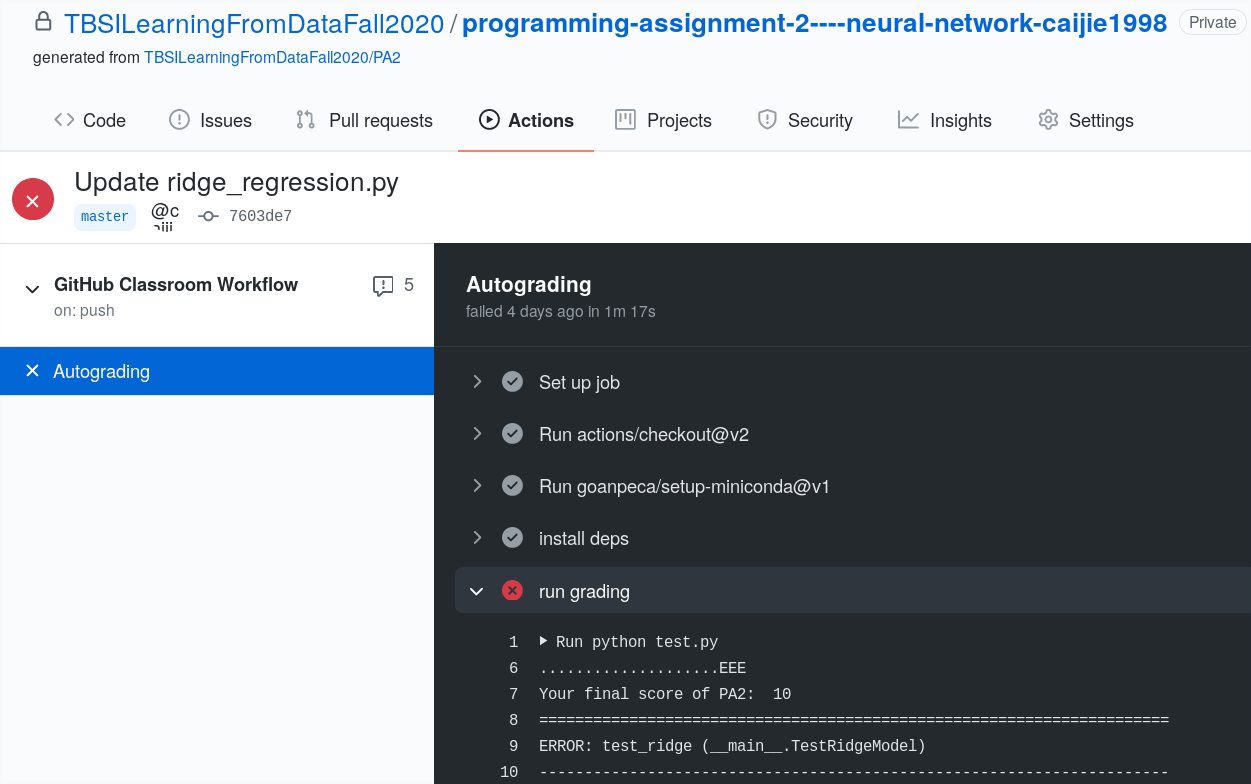 TBSILearningFromDataFall2020 / programming-assignment-2----neural-network-caijie1998 Private
generated from TBSILearningFromDataFall2020/PA2
Code Issues Pull requests Actions Projects Security Insights Settings
Update ridge_regression.py
master @c 7603de7
GitHub Classroom Workflow 5
on: push
Autograding
Autograding
failed 4 days ago in 1m 17s
Set up job
Run actions/checkout@v2
Run goanpeca/setup-miniconda@v1
install deps
run grading
1 Run python test.py
6 ....................EEE
7 Your final score of PA2:  10
8 ======================================================================
9 ERROR: test_ridge (__main__.TestRidgeModel)
10 ----------------------------------------------------------------------